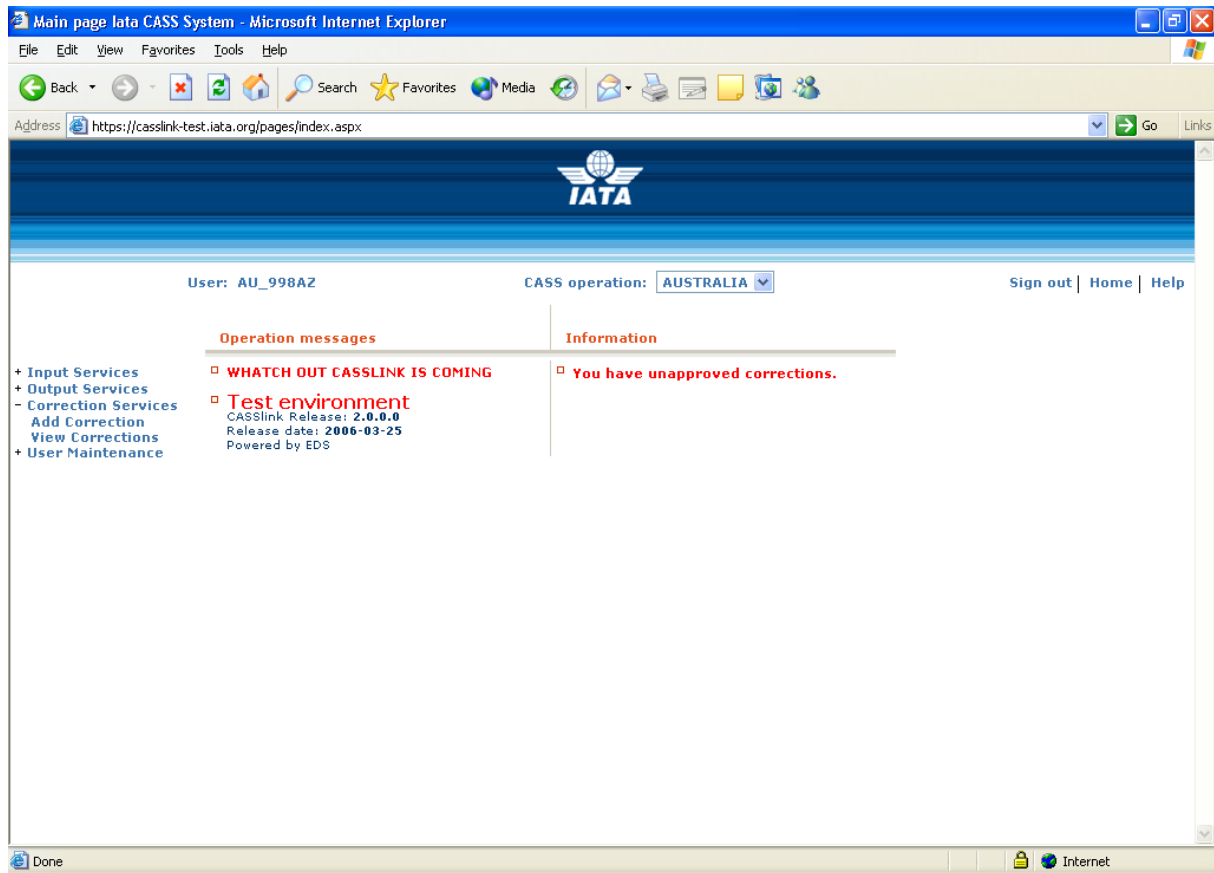 Main page Iata CASS System - Microsoft Internet Explorer
File Edit View Favorites Tools Help
Back Search Favorites Media
Address https://casslink-test.iata.org/pages/index.aspx Go Links
IATA
User: AU_998AZ CASS operation: AUSTRALIA Sign out | Home | Help
Operation messages Information
+ Input Services
+ Output Services
- Correction Services
Add Correction
View Corrections
+ User Maintenance
WHATCH OUT CASSLINK IS COMING
Test environment
CASSlink Release: 2.0.0.0
Release date: 2006-03-25
Powered by EDS
You have unapproved corrections.
Done Internet